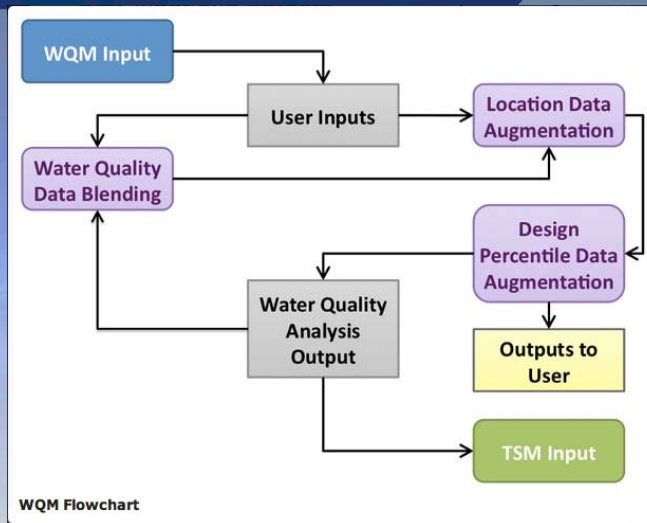 WQM Input
User Inputs
Location Data
Augmentation
Water Quality
Data Blending
Design
Percentile Data
Augmentation
Water Quality
Analysis
Output
Outputs to
User
TSM Input
WQM Flowchart